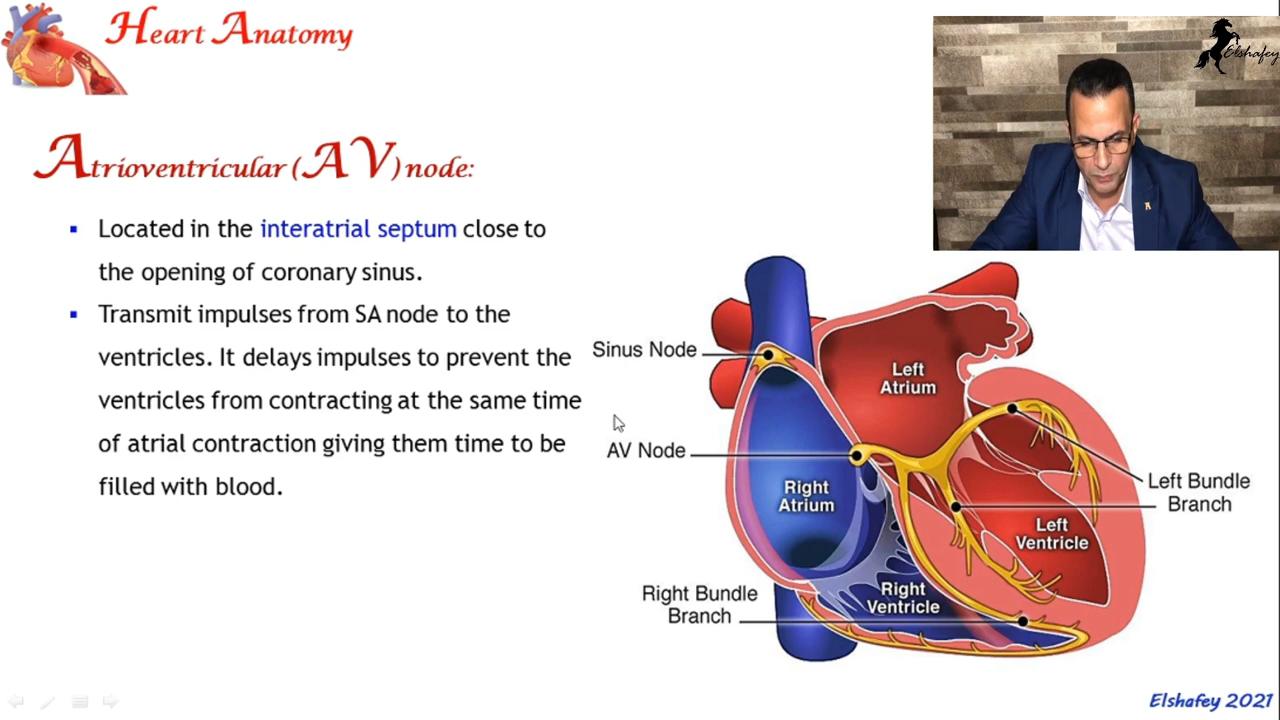 Heart Anatomy
Elshafey
Atrioventricular (AV) node:
▪ Located in the interatrial septum close to
the opening of coronary sinus.
▪ Transmit impulses from SA node to the
ventricles. It delays impulses to prevent the
ventricles from contracting at the same time
of atrial contraction giving them time to be
filled with blood.
Sinus Node
Left
Atrium
AV Node
Right
Atrium
Left Bundle
Branch
Left
Ventricle
Right Bundle
Branch
Right
Ventricle
Elshafey 2021